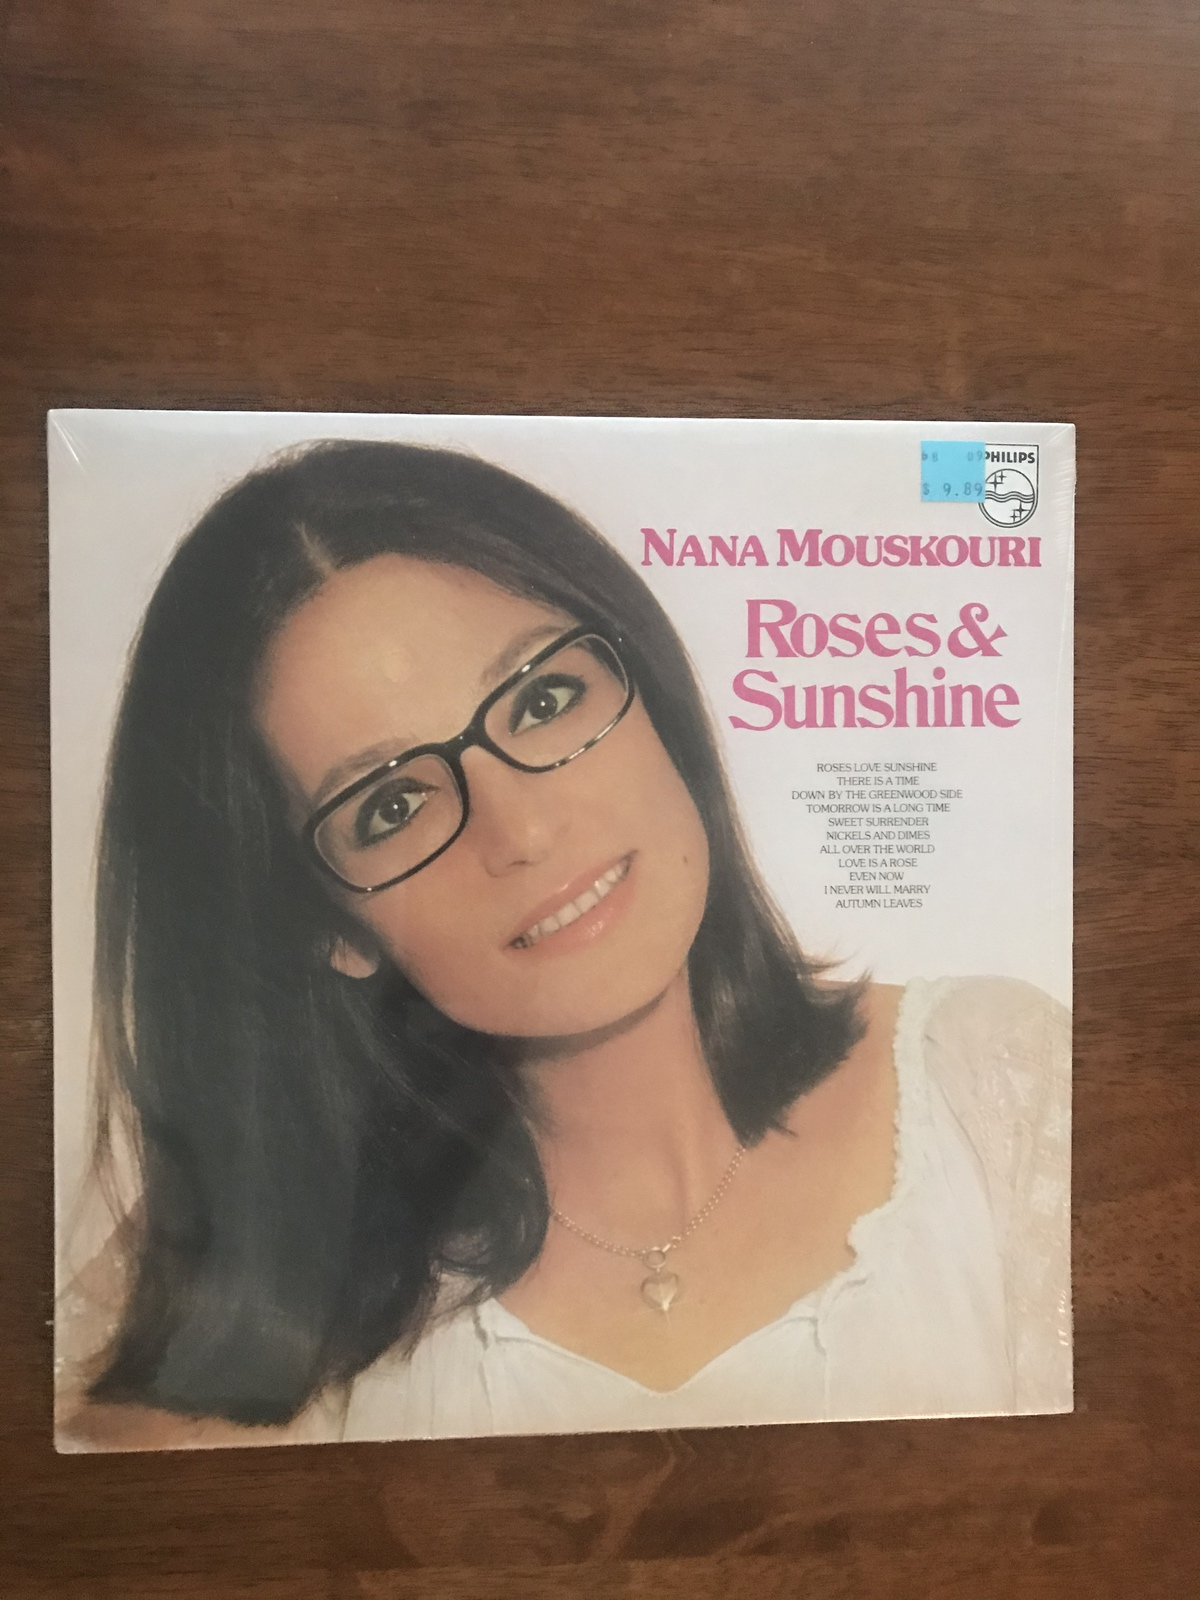 09
PHILIPS
$ 9.89
NANA MOUSKOURI
Roses &
Sunshine
ROSES LOVE SUNSHINE
THERE IS A TIME
DOWN BY THE GREENWOOD SIDE
TOMORROW IS A LONG TIME
SWEET SURRENDER
NICKELS AND DIMES
ALL OVER THE WORLD
LOVE IS A ROSE
EVEN NOW
I NEVER WILL MARRY
AUTUMN LEAVES